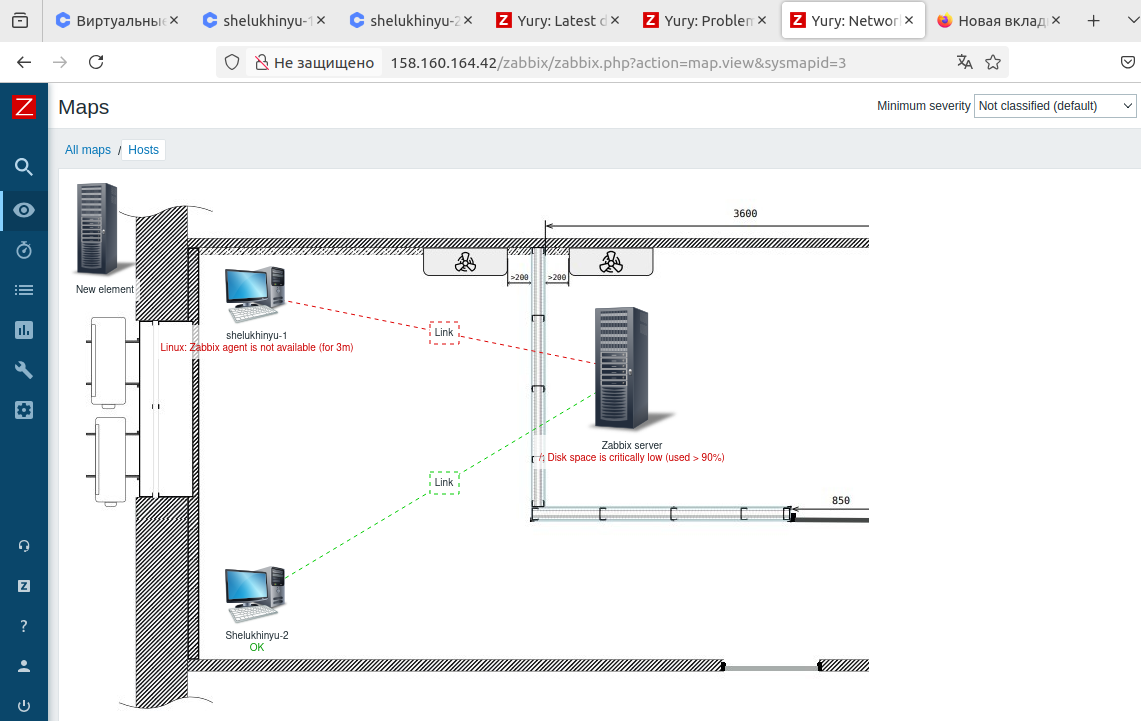 Виртуальны
shelukhinyu-1
shelukhinyu-2
Yury: Latest d
Yury: Problem
Yury: Networ
Новая вклад
Не защищено
158.160.164.42/zabbix/zabbix.php?action=map.view&sysmapid=3
Z
Maps
Minimum severity
Not classified (default)
All maps / Hosts
3600
>200
>200
New element
shelukhinyu-1
Linux: Zabbix agent is not available (for 3m)
Link
Zabbix server
/: Disk space is critically low (used > 90%)
Link
850
Shelukhinyu-2
OK